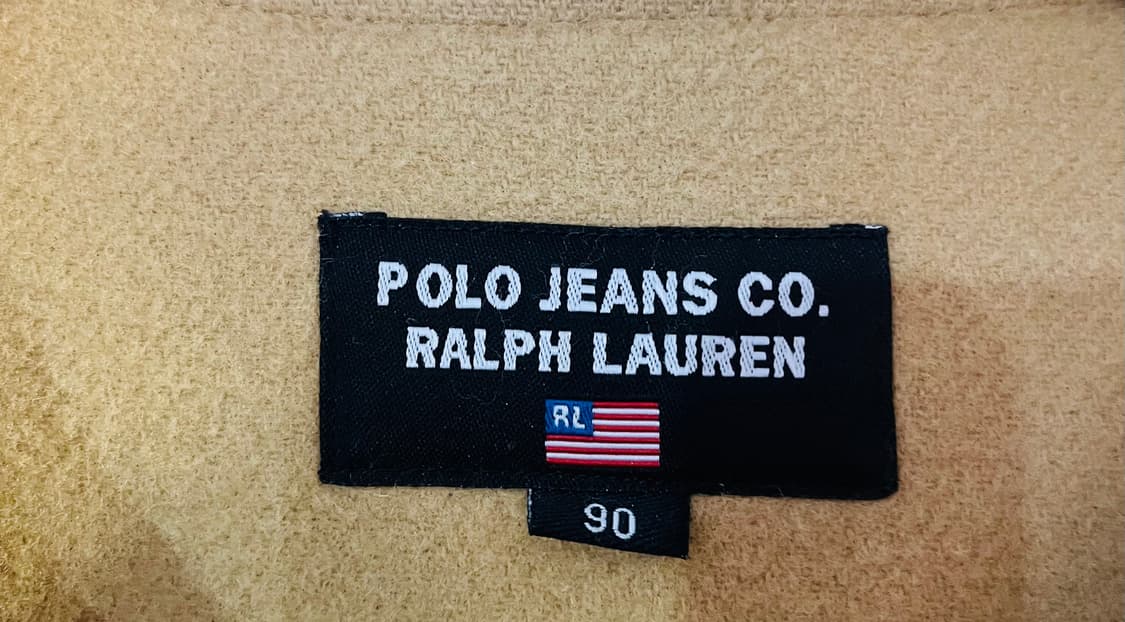 POLO JEANS CO.
RALPH LAUREN
RL
90